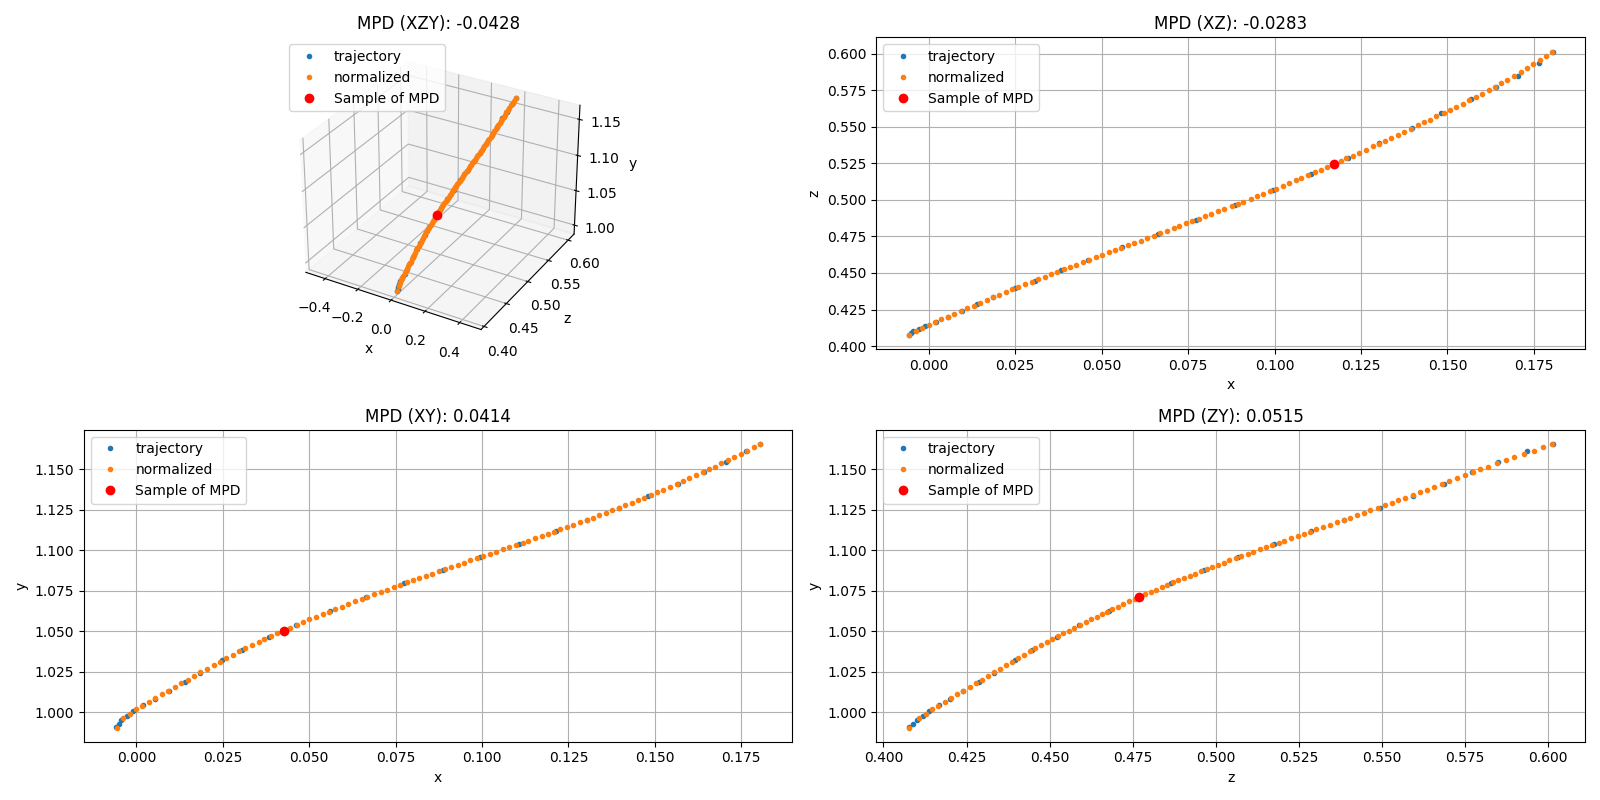 MPD (XZY): -0.0428
trajectory
normalized
Sample of MPD
1.15
1.10
1.05
1.00
y
0.60
0.55
0.50
0.45
0.40
z
−0.4
−0.2
0.0
0.2
0.4
x
MPD (XZ): -0.0283
trajectory
normalized
Sample of MPD
0.600
0.575
0.550
0.525
0.500
0.475
0.450
0.425
0.400
z
0.000 0.025 0.050 0.075 0.100 0.125 0.150 0.175
x
MPD (XY): 0.0414
trajectory
normalized
Sample of MPD
1.150
1.125
1.100
1.075
1.050
1.025
1.000
y
0.000 0.025 0.050 0.075 0.100 0.125 0.150 0.175
x
MPD (ZY): 0.0515
trajectory
normalized
Sample of MPD
1.150
1.125
1.100
1.075
1.050
1.025
1.000
y
0.400 0.425 0.450 0.475 0.500 0.525 0.550 0.575 0.600
z